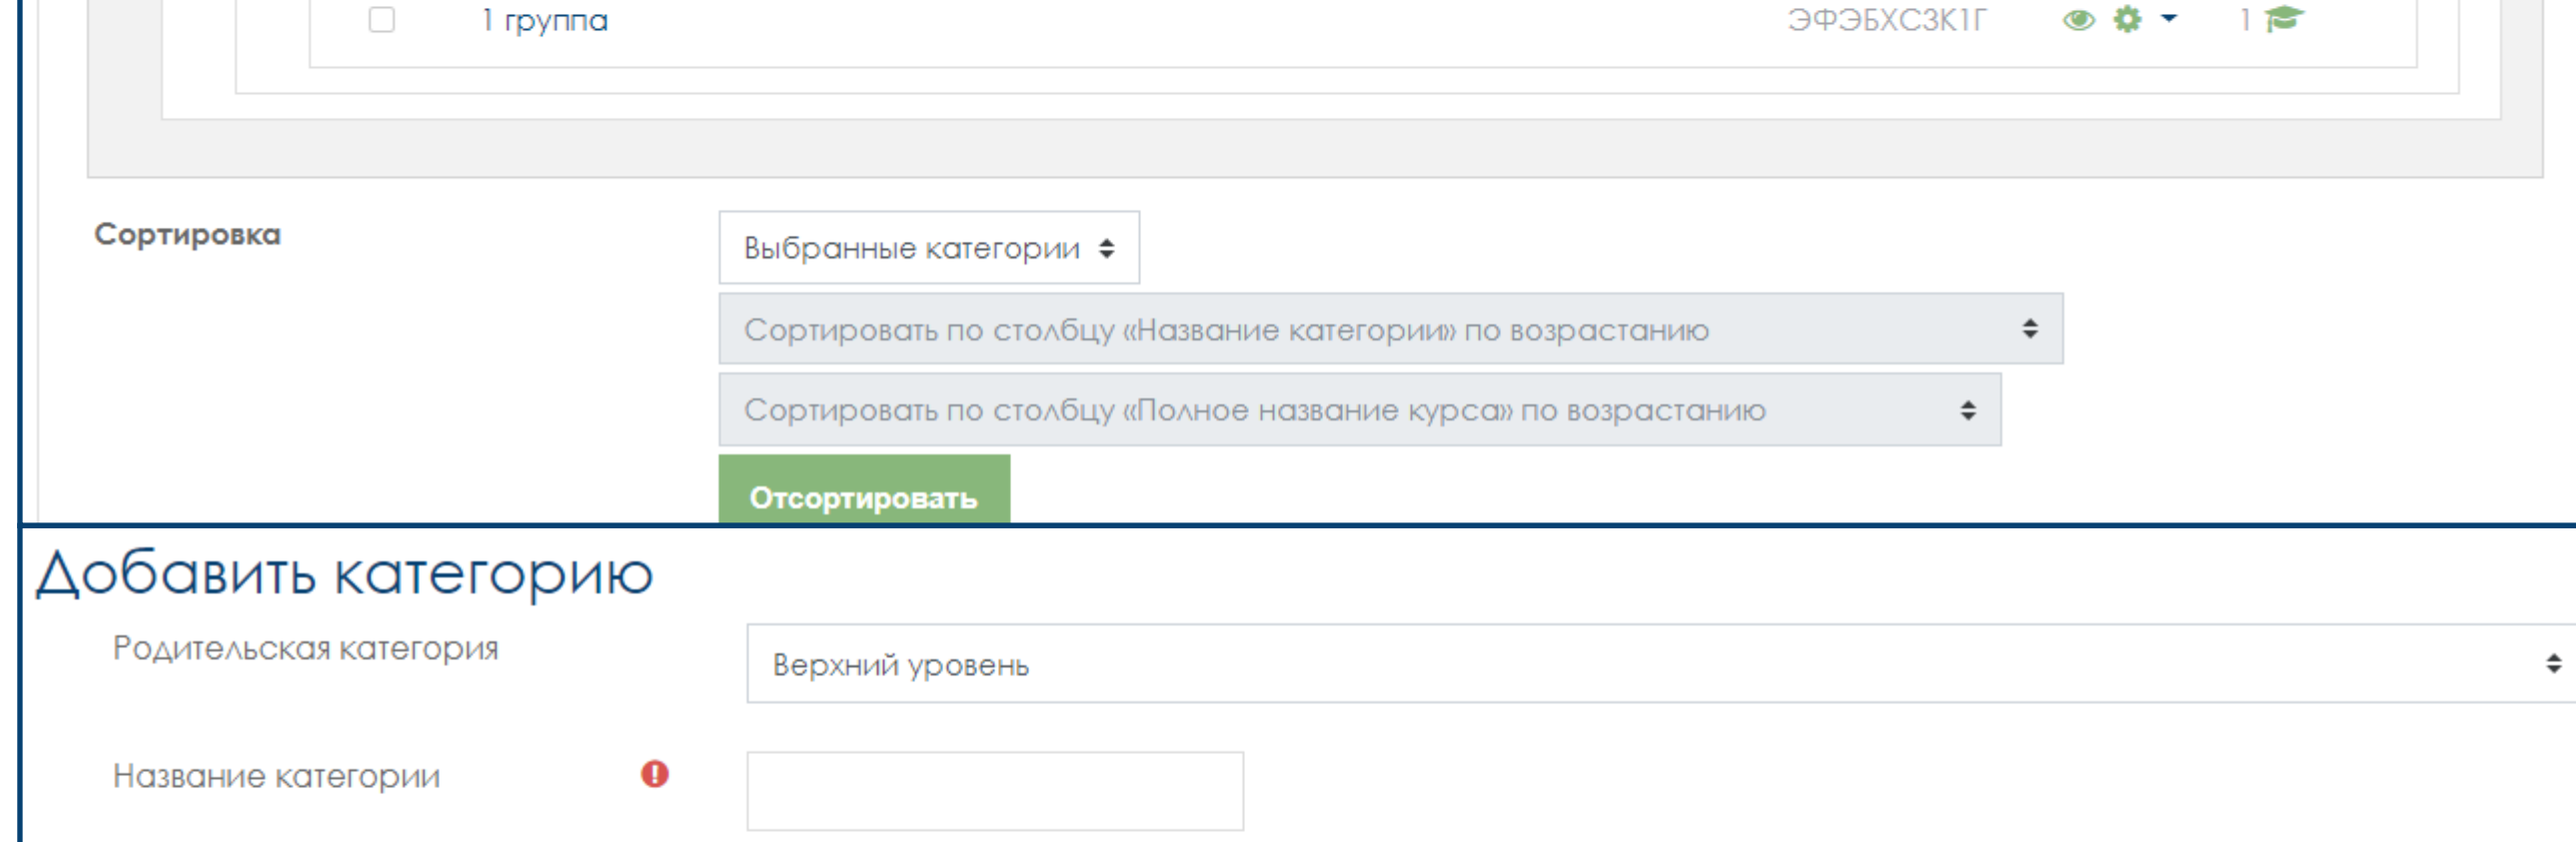 1 группа ЭФЭБХС3К1Г 1
Сортировка
Выбранные категории
Сортировать по столбцу «Название категории» по возрастанию
Сортировать по столбцу «Полное название курса» по возрастанию
Отсортировать
Добавить категорию
Родительская категория
Верхний уровень
Название категории